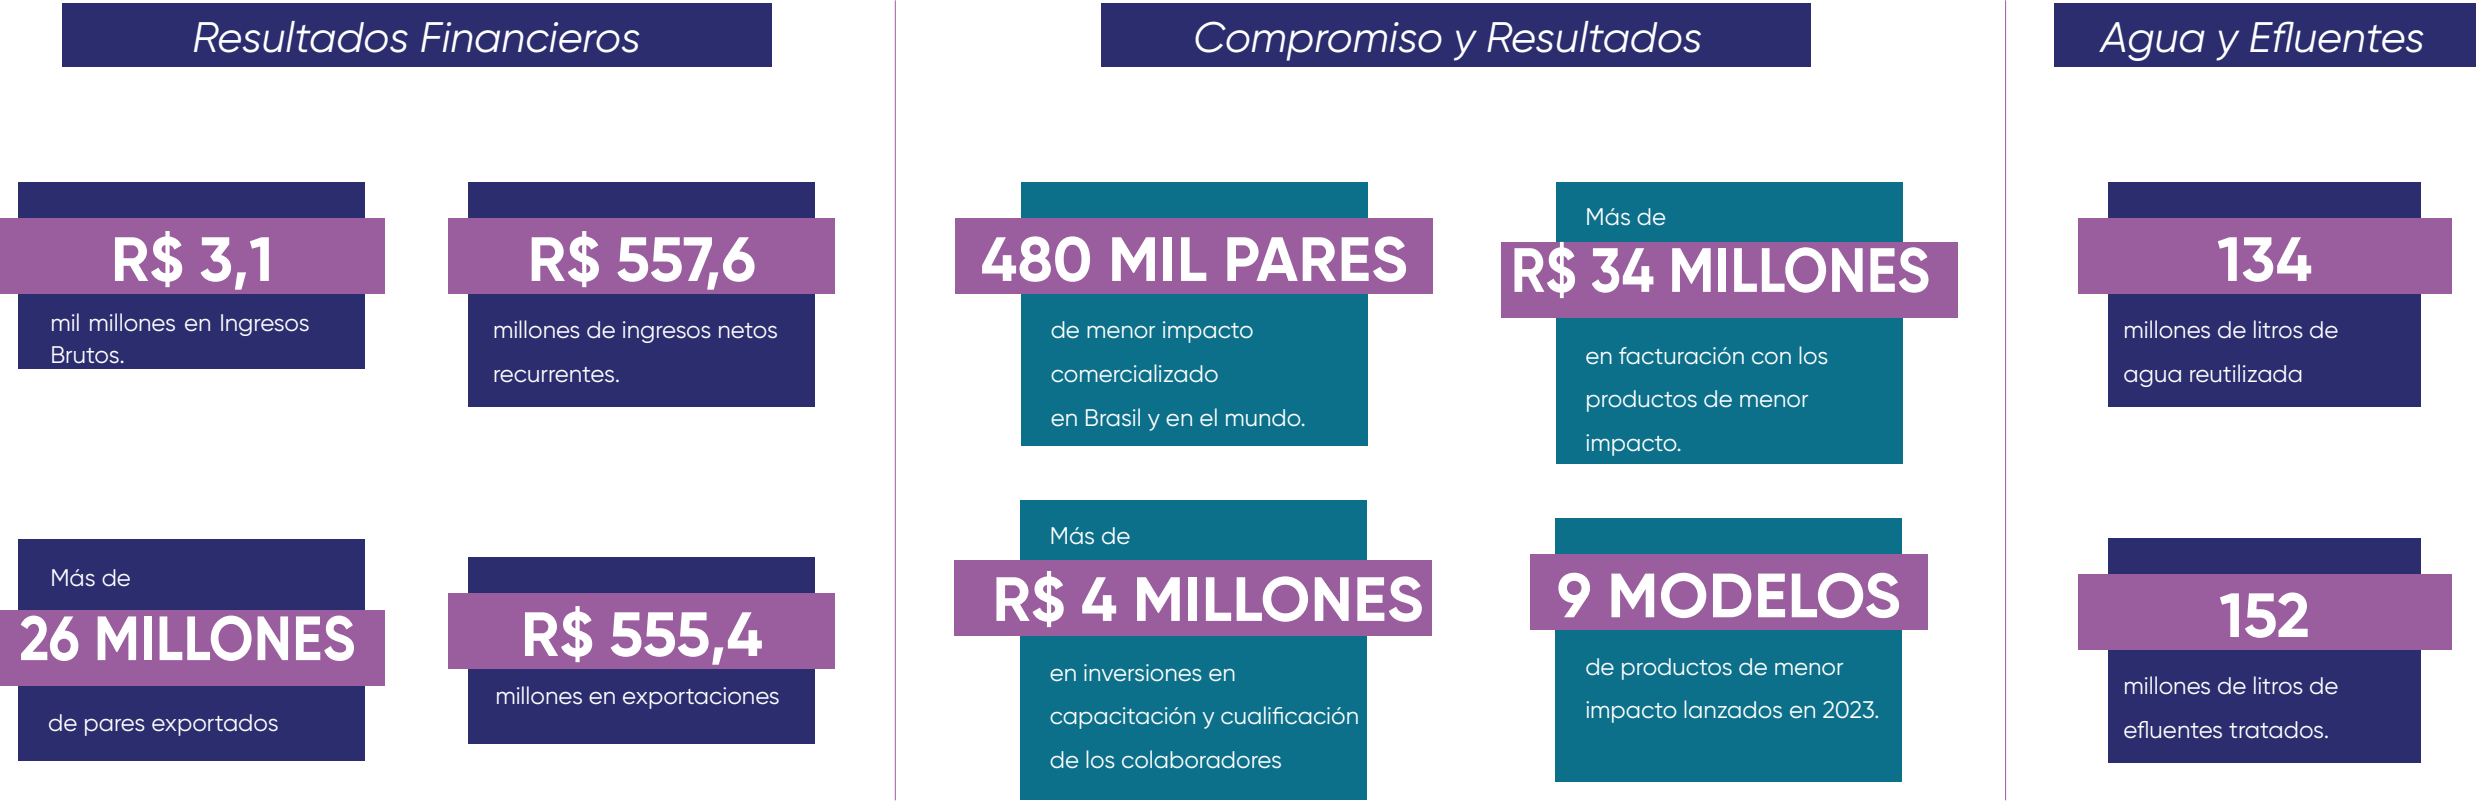 Resultados Financieros
R$ 3,1
mil millones en Ingresos
Brutos.
R$ 557,6
millones de ingresos netos
recurrentes.
Más de
26 MILLONES
de pares exportados
R$ 555,4
millones en exportaciones
Compromiso y Resultados
480 MIL PARES
de menor impacto
comercializado
en Brasil y en el mundo.
Más de
R$ 34 MILLONES
en facturación con los
productos de menor
impacto.
Más de
R$ 4 MILLONES
en inversiones en
capacitación y cualificación
de los colaboradores
9 MODELOS
de productos de menor
impacto lanzados en 2023.
Agua y Efluentes
134
millones de litros de
agua reutilizada
152
millones de litros de
efluentes tratados.